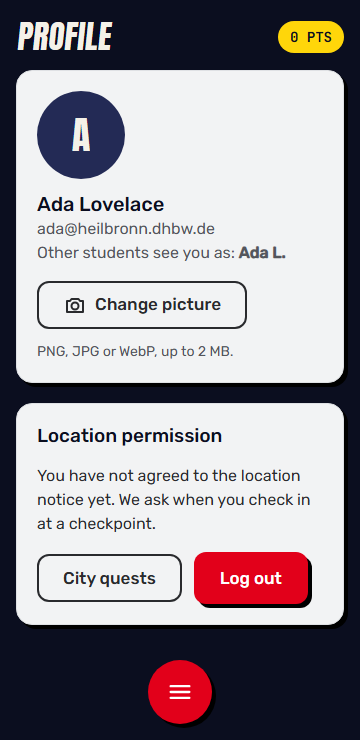 PROFILE
0 PTS
A
Ada Lovelace
ada@heilbronn.dhbw.de
Other students see you as: Ada L.
Change picture
PNG, JPG or WebP, up to 2 MB.
Location permission
You have not agreed to the location
notice yet. We ask when you check in
at a checkpoint.
City quests
Log out